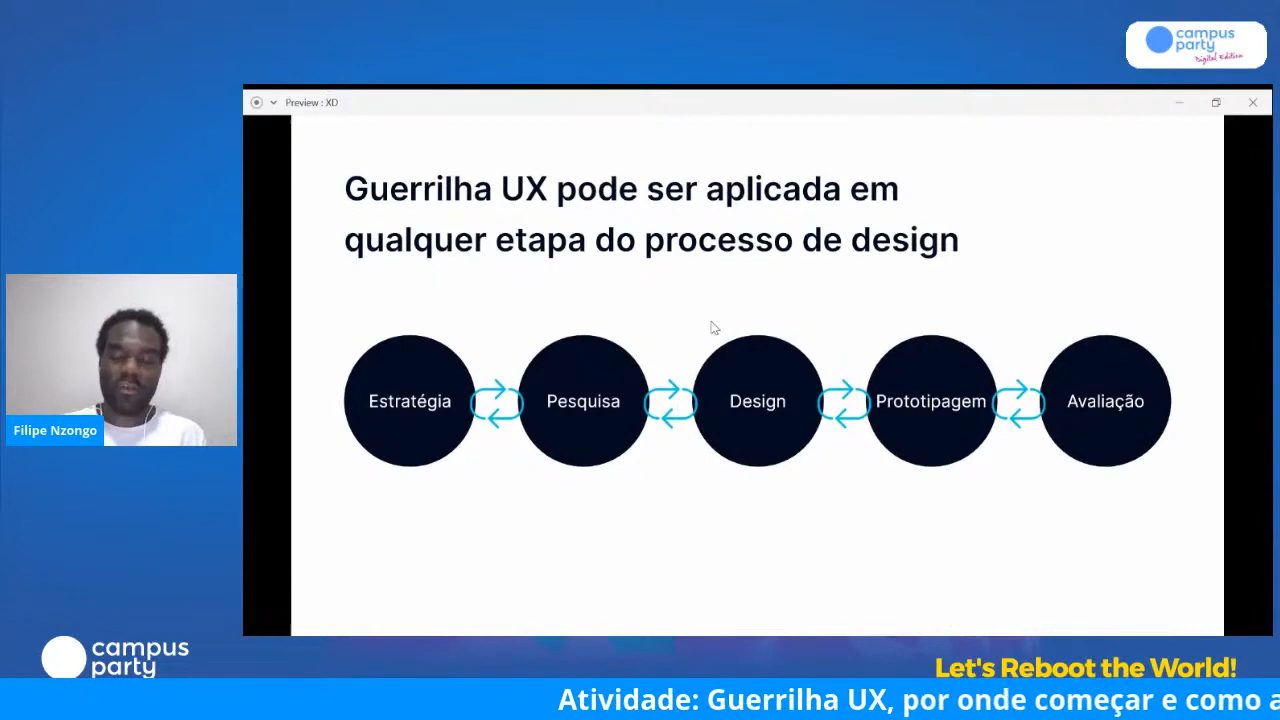 campus
party
Digital Edition
Preview : XD
Guerrilha UX pode ser aplicada em
qualquer etapa do processo de design
Estratégia
Pesquisa
Design
Prototipagem
Avaliação
Filipe Nzongo
campus
party
Let's Reboot the World!
Atividade: Guerrilha UX, por onde começar e como a